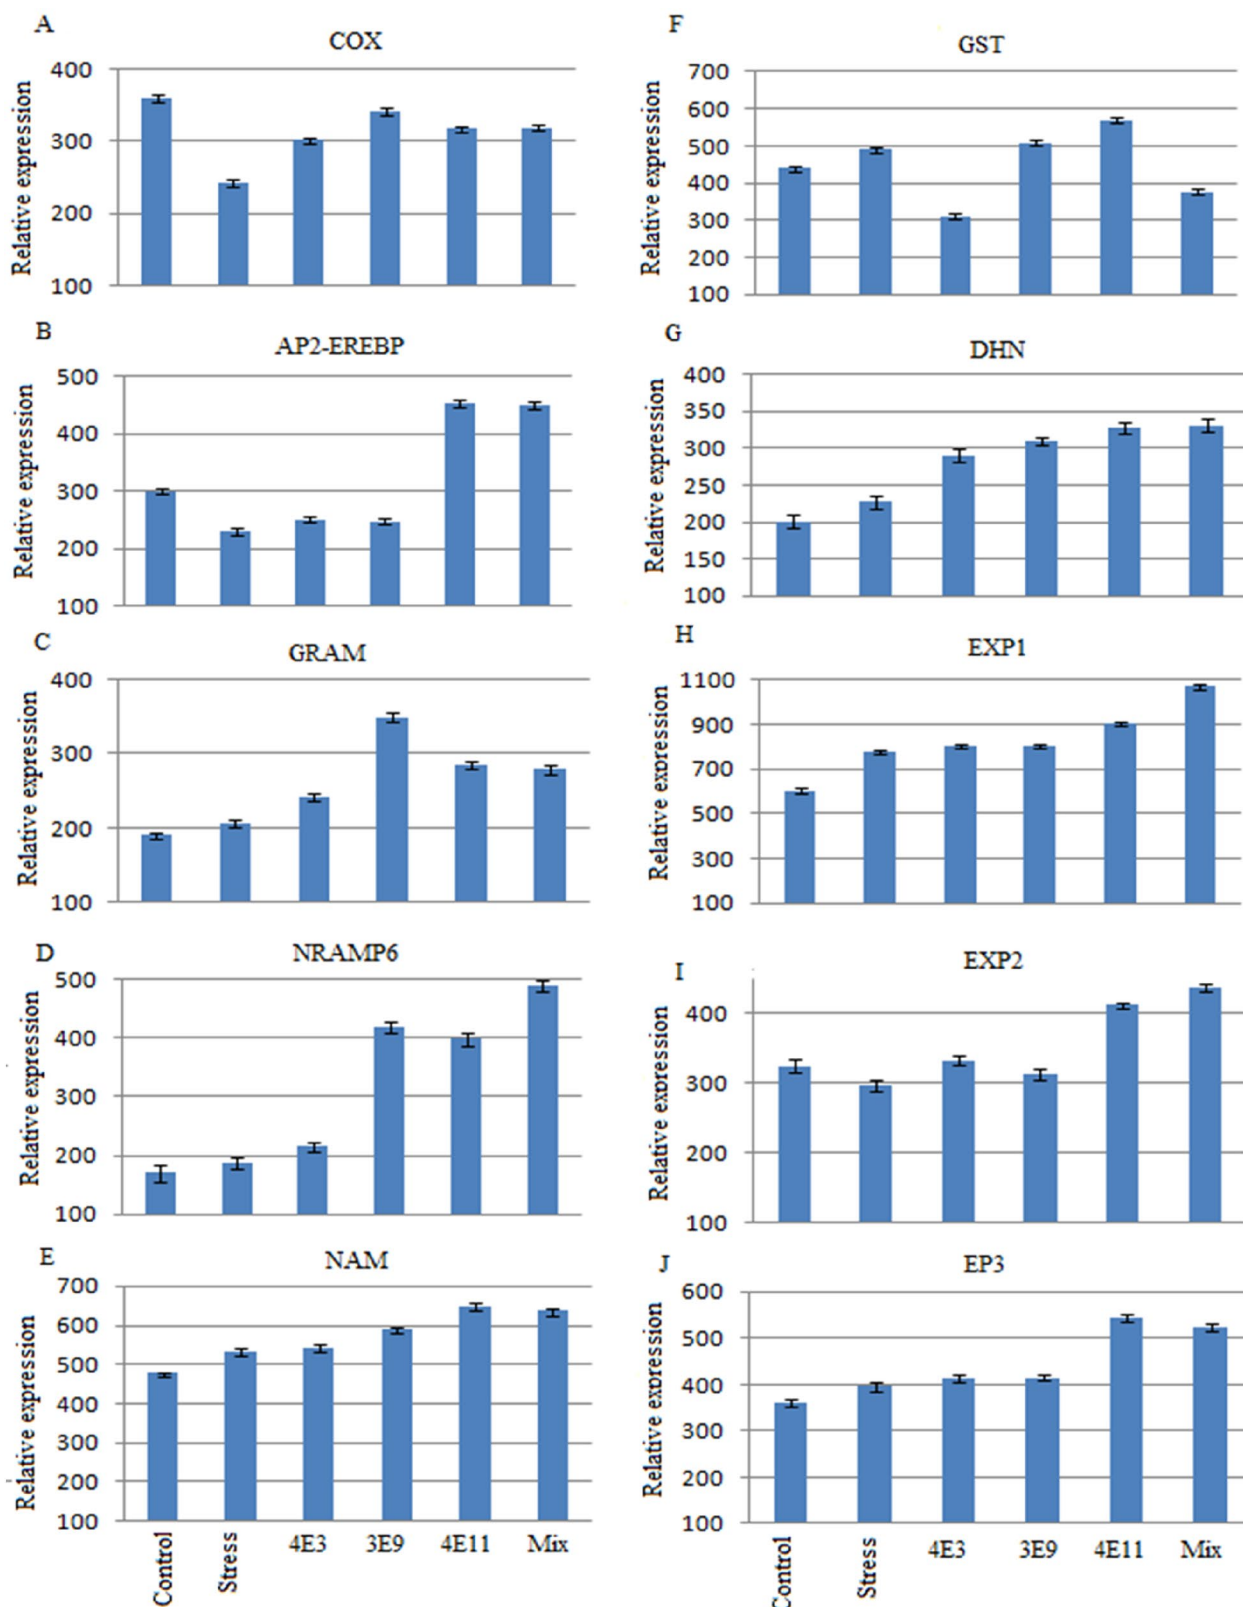 A
COX
Relative expression
400
300
200
100
B
AP2-EREBP
Relative expression
500
400
300
200
100
C
GRAM
Relative expression
400
300
200
100
D
NRAMP6
Relative expression
500
400
300
200
100
E
NAM
Relative expression
700
600
500
400
300
200
100
Control
Stress
4E3
3E9
4E11
Mix
F
GST
Relative expression
700
600
500
400
300
200
100
G
DHN
Relative expression
400
350
300
250
200
150
100
H
EXP1
Relative expression
1100
900
700
500
300
100
I
EXP2
Relative expression
400
300
200
100
J
EP3
Relative expression
600
500
400
300
200
100
Control
Stress
4E3
3E9
4E11
Mix